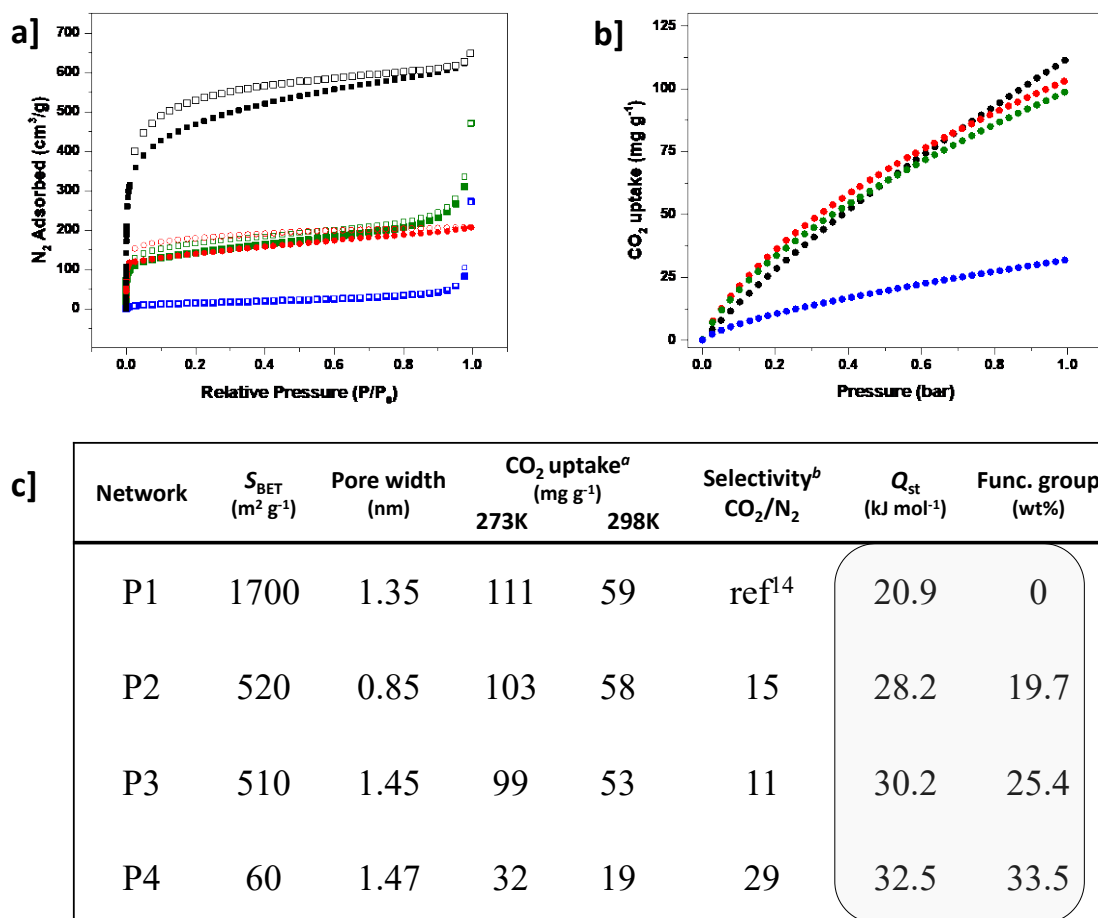 a]
700
600
500
400
300
200
100
0
N₂ Adsorbed (cm³/g)
0.0 0.2 0.4 0.6 0.8 1.0
Relative Pressure (P/P₀)
b]
125
100
75
50
25
0
CO₂ uptake (mg g⁻¹)
0.0 0.2 0.4 0.6 0.8 1.0
Pressure (bar)
c]
Network S_BET (m² g⁻¹) Pore width (nm) CO₂ uptakeᵃ (mg g⁻¹) 273K 298K Selectivityᵇ CO₂/N₂ Q_st (kJ mol⁻¹) Func. group (wt%)
P1 1700 1.35 111 59 ref¹⁴ 20.9 0
P2 520 0.85 103 58 15 28.2 19.7
P3 510 1.45 99 53 11 30.2 25.4
P4 60 1.47 32 19 29 32.5 33.5